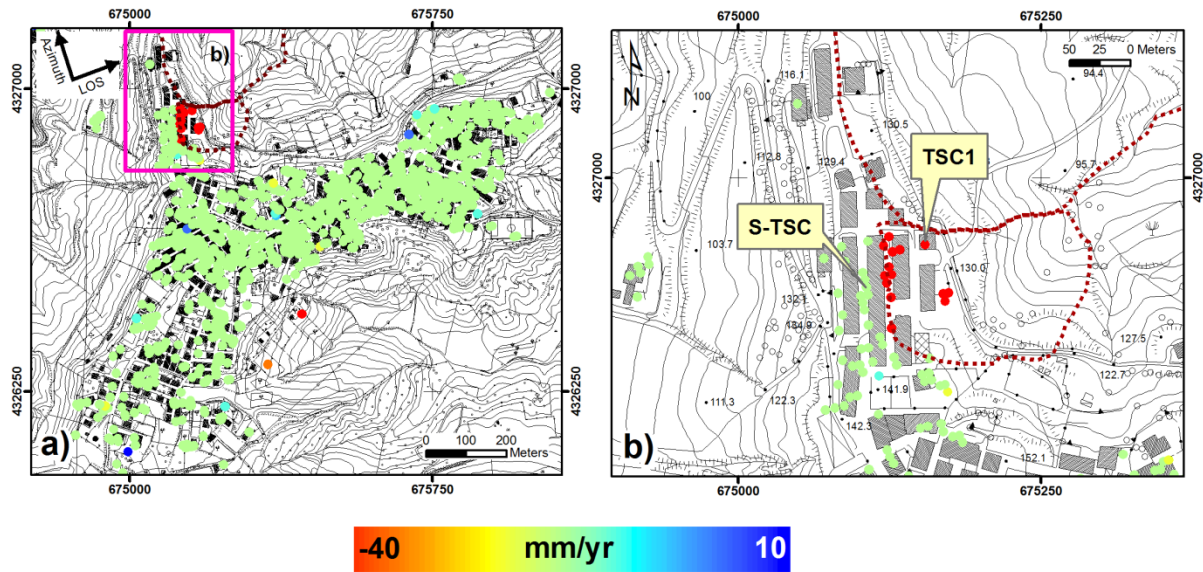 675000 675750
Azimuth
LOS
b)
4327000
4327000
4326250
4326250
a)
0 100 200
Meters
675000 675750
675000 675250
N
50 25 0 Meters
94.4
116.1
100
130.5
112.8
129.4
95.7
TSC1
4327000
4327000
S-TSC
103.7
130.0
132.1
134.9
127.5
122.7
141.9
122.3
111.3
142.3
152.1
b)
675000 675250
-40 mm/yr 10